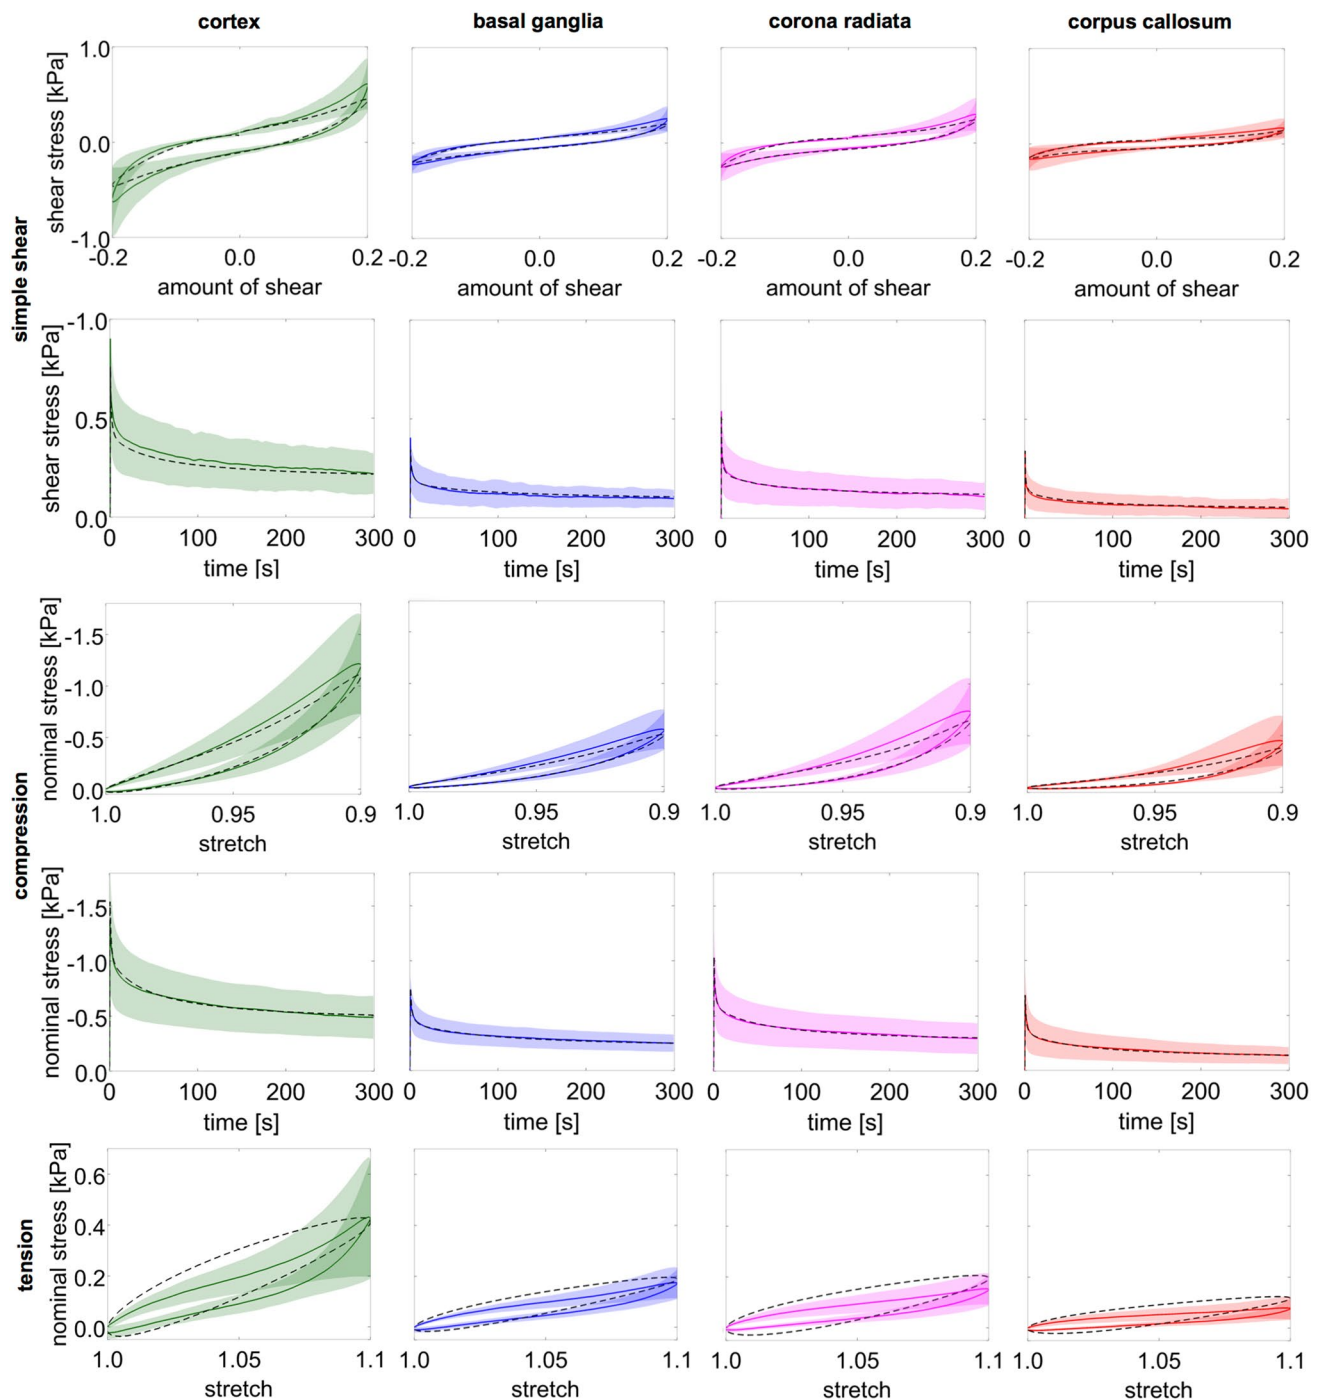 cortex basal ganglia corona radiata corpus callosum
simple shear
shear stress [kPa]
1.0
0.0
-1.0
-0.2 0.0 0.2 -0.2 0.0 0.2 -0.2 0.0 0.2 -0.2 0.0 0.2
amount of shear amount of shear amount of shear amount of shear
shear stress [kPa]
-1.0
0.5
0.0
0 100 200 300 0 100 200 300 0 100 200 300 0 100 200 300
time [s] time [s] time [s] time [s]
compression
nominal stress [kPa]
-1.5
-1.0
-0.5
0.0
1.0 0.95 0.9 1.0 0.95 0.9 1.0 0.95 0.9 1.0 0.95 0.9
stretch stretch stretch stretch
nominal stress [kPa]
-1.5
-1.0
-0.5
0.0
0 100 200 300 0 100 200 300 0 100 200 300 0 100 200 300
time [s] time [s] time [s] time [s]
tension
nominal stress [kPa]
0.6
0.4
0.2
0.0
1.0 1.05 1.1 1.0 1.05 1.1 1.0 1.05 1.1 1.0 1.05 1.1
stretch stretch stretch stretch